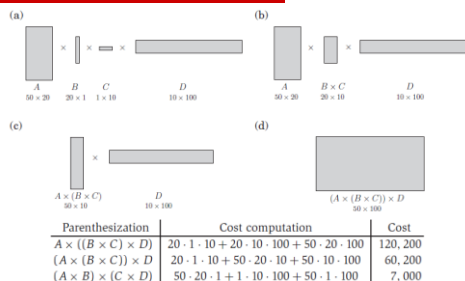 (a)
(b)
× × ×
× ×
A B C D
50 × 20 20 × 1 1 × 10 10 × 100
A B × C D
50 × 20 20 × 10 10 × 100
(c)
(d)
×
A × (B × C) D
50 × 10 10 × 100
(A × (B × C)) × D
50 × 100
Parenthesization Cost computation Cost
A × ((B × C) × D) 20 · 1 · 10 + 20 · 10 · 100 + 50 · 20 · 100 120, 200
(A × (B × C)) × D 20 · 1 · 10 + 50 · 20 · 10 + 50 · 10 · 100 60, 200
(A × B) × (C × D) 50 · 20 · 1 + 1 · 10 · 100 + 50 · 1 · 100 7, 000